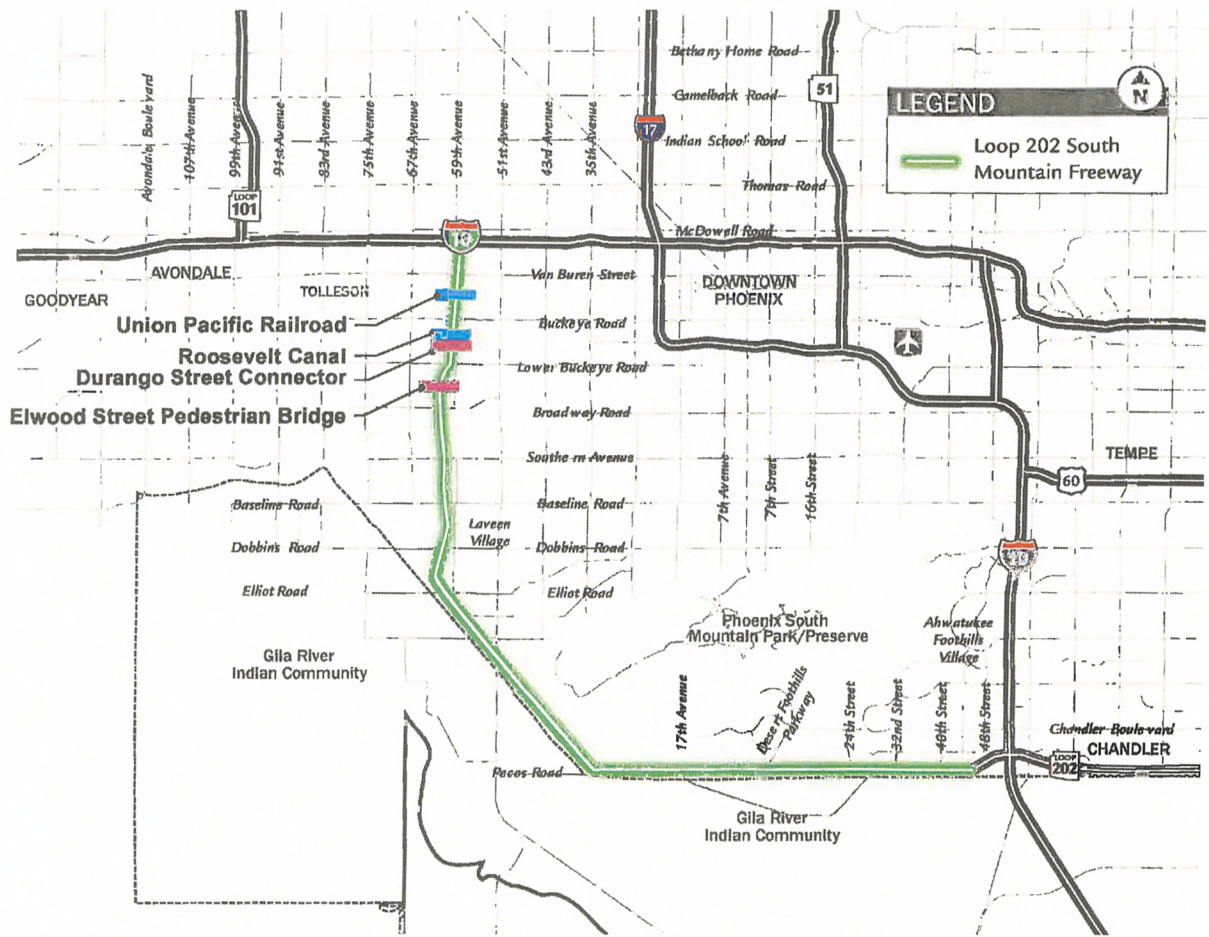 Bethany Home Road
Camelback Road
Indian School Road
Thomas Road
McDowell Road
51
17
N
LEGEND
Loop 202 South
Mountain Freeway
Avondale Boulevard
107th Avenue
99th Avenue
91st Avenue
83rd Avenue
75th Avenue
67th Avenue
59th Avenue
51st Avenue
43rd Avenue
35th Avenue
LOOP
101
10
AVONDALE
GOODYEAR
TOLLESON
Van Buren Street
DOWNTOWN
PHOENIX
Union Pacific Railroad
Buckeye Road
Roosevelt Canal
Durango Street Connector
Lower Buckeye Road
Elwood Street Pedestrian Bridge
Broadway Road
Southern Avenue
TEMPE
60
7th Avenue
7th Street
16th Street
Baseline Road
Baseline Road
Laveen
Village
Dobbins Road
Dobbins Road
Elliot Road
Elliot Road
10
Phoenix South
Mountain Park/Preserve
Ahwatukee
Foothills
Village
Gila River
Indian Community
17th Avenue
Desert Foothills
Parkway
24th Street
32nd Street
40th Street
48th Street
Chandler Boulevard
CHANDLER
LOOP
202
Pecos Road
Gila River
Indian Community